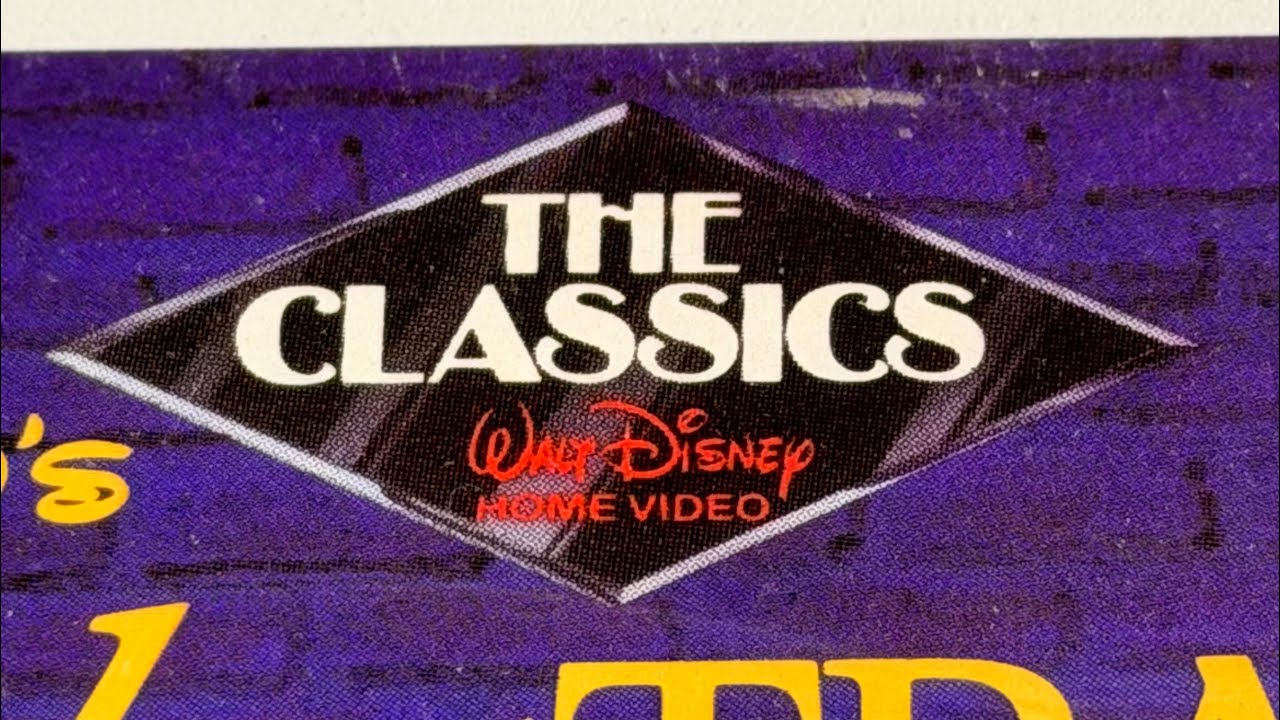 THE
CLASSICS
WALT DISNEY
HOME VIDEO
's